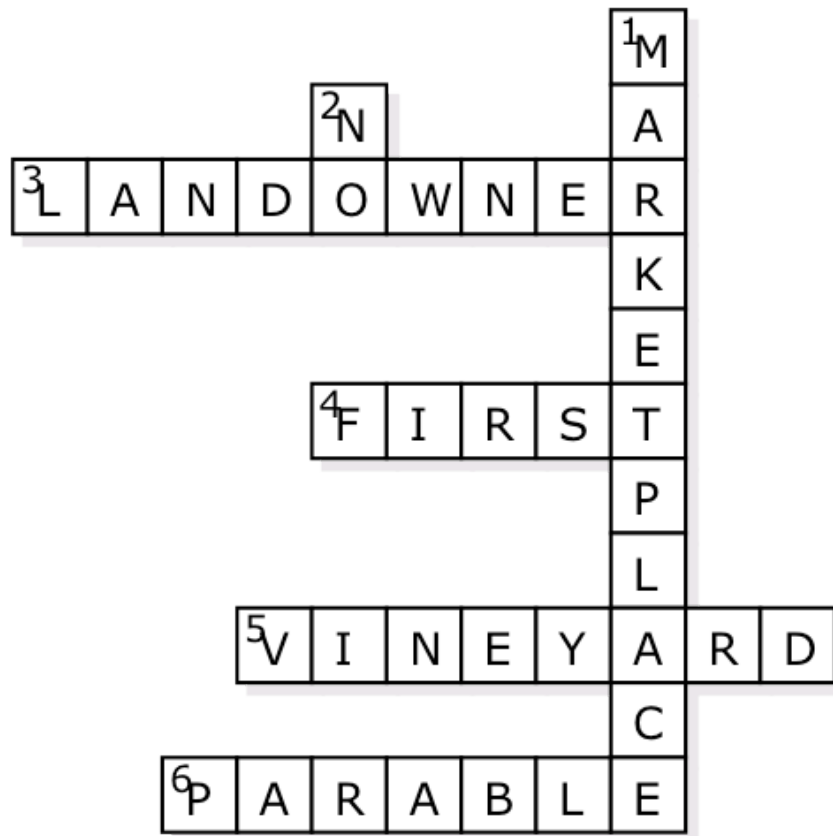 1M
2N A
3L A N D O W N E R
K
E
4F I R S T
P
L
5V I N E Y A R D
C
6P A R A B L E